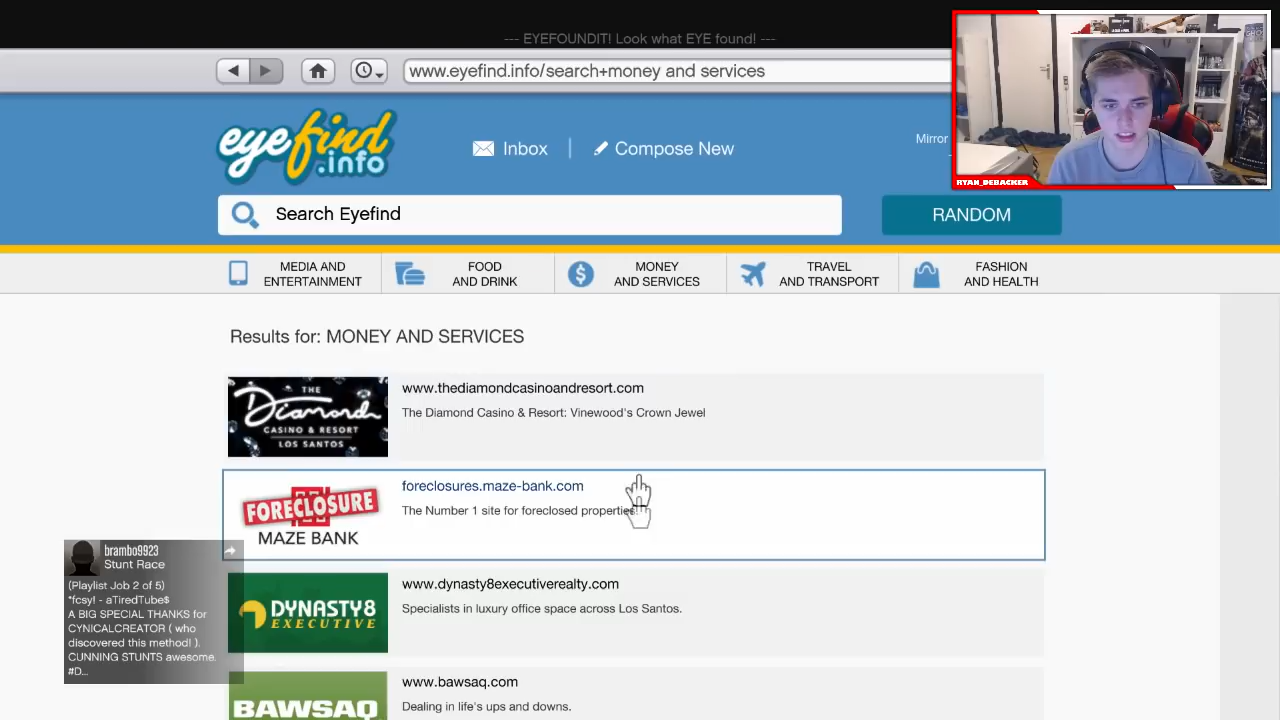 --- EYEFOUNDIT! Look what EYE found! ---
www.eyefind.info/search+money and services
eyefind
.info
Inbox
Compose New
Mirror
RYAN_DEBACKER
Search Eyefind
RANDOM
MEDIA AND
ENTERTAINMENT
FOOD
AND DRINK
MONEY
AND SERVICES
TRAVEL
AND TRANSPORT
FASHION
AND HEALTH
Results for: MONEY AND SERVICES
THE
Diamond
CASINO & RESORT
LOS SANTOS
www.thediamondcasinoandresort.com
The Diamond Casino & Resort: Vinewood's Crown Jewel
FORECLOSURE
MAZE BANK
foreclosures.maze-bank.com
The Number 1 site for foreclosed properties!
brambo9923
Stunt Race
(Playlist Job 2 of 5)
*fcsy! - aTiredTube$
A BIG SPECIAL THANKS for
CYNICALCREATOR ( who
discovered this method! ).
CUNNING STUNTS awesome.
#D...
DYNASTY8
EXECUTIVE
www.dynasty8executiverealty.com
Specialists in luxury office space across Los Santos.
BAWSAQ
www.bawsaq.com
Dealing in life's ups and downs.